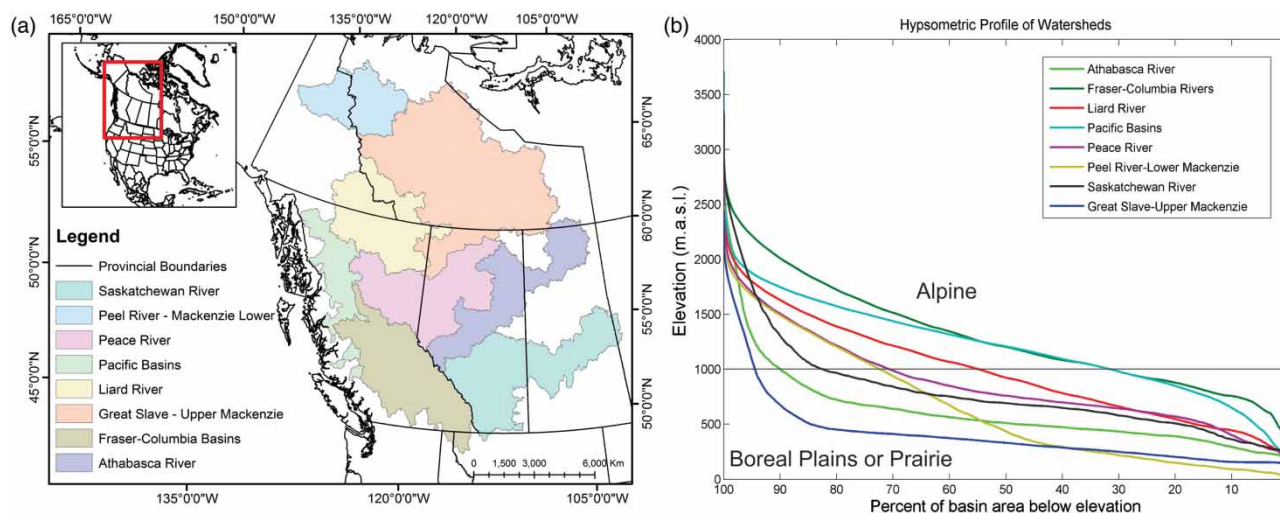 (a)
165°0'0"W 150°0'0"W 135°0'0"W 120°0'0"W 105°0'0"W
55°0'0"N
50°0'0"N
45°0'0"N
65°0'0"N
60°0'0"N
55°0'0"N
50°0'0"N
Legend
Provincial Boundaries
Saskatchewan River
Peel River - Mackenzie Lower
Peace River
Pacific Basins
Liard River
Great Slave - Upper Mackenzie
Fraser-Columbia Basins
Athabasca River
0 1,500 3,000 6,000 Km
135°0'0"W 120°0'0"W 105°0'0"W
(b)
Hypsometric Profile of Watersheds
Elevation (m.a.s.l.)
4000
3500
3000
2500
2000
1500
1000
500
0
Athabasca River
Fraser-Columbia Rivers
Liard River
Pacific Basins
Peace River
Peel River-Lower Mackenzie
Saskatchewan River
Great Slave-Upper Mackenzie
Alpine
Boreal Plains or Prairie
100 90 80 70 60 50 40 30 20 10
Percent of basin area below elevation